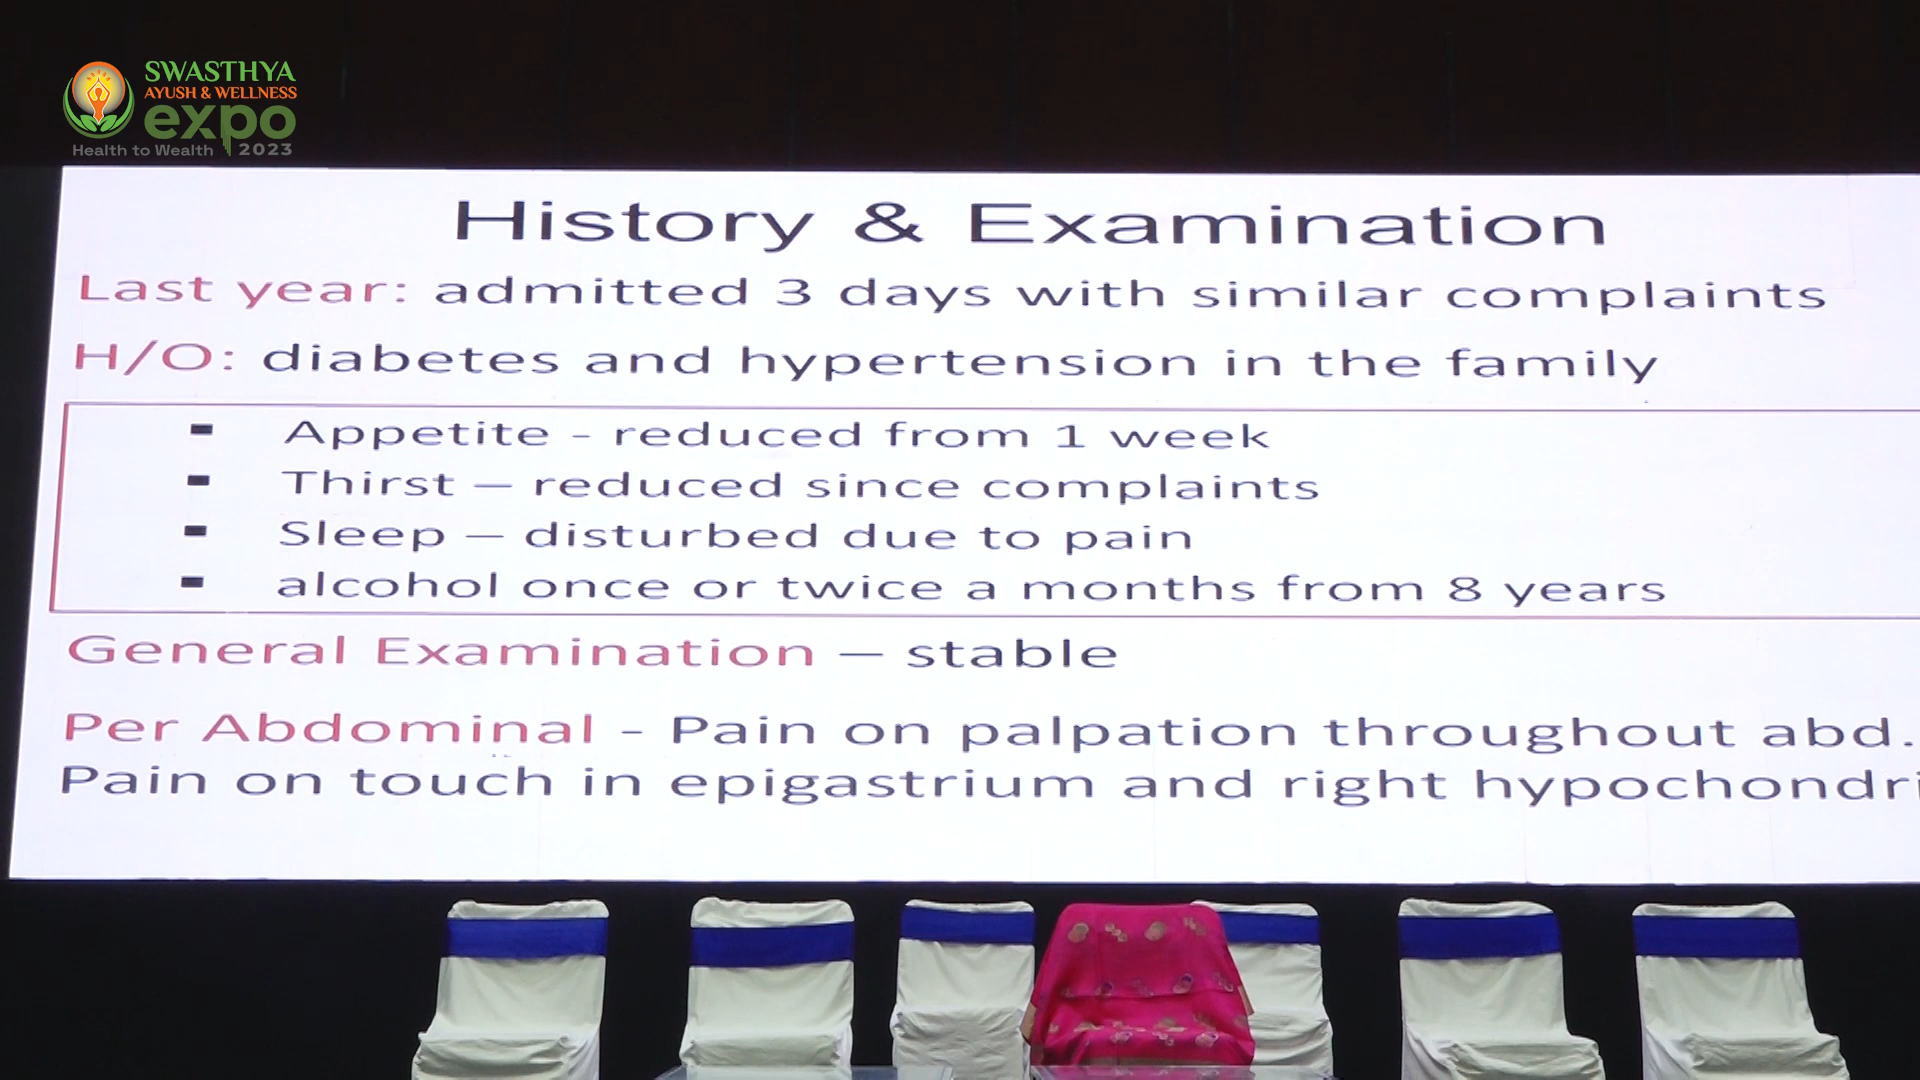 SWASTHYA
AYUSH & WELLNESS
expo
Health to Wealth 2023
History & Examination
Last year: admitted 3 days with similar complaints
H/O: diabetes and hypertension in the family
▪ Appetite - reduced from 1 week
▪ Thirst – reduced since complaints
▪ Sleep – disturbed due to pain
▪ alcohol once or twice a months from 8 years
General Examination – stable
Per Abdominal - Pain on palpation throughout abd.
Pain on touch in epigastrium and right hypochondri